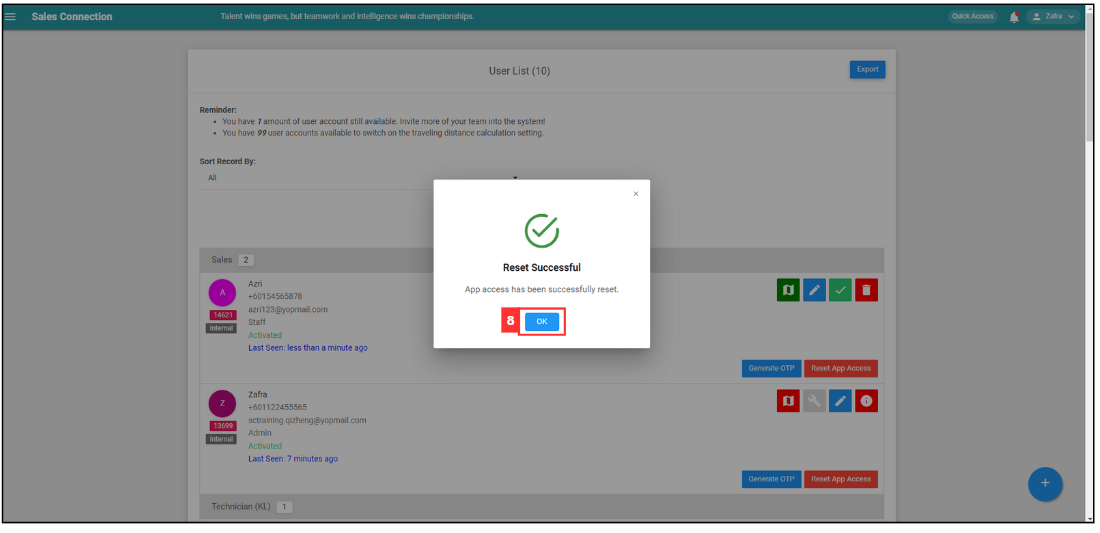 Sales Connection
Talent wins games, but teamwork and intelligence wins championships.
Quick Access
Zafra
User List (10)
Export
Reminder:
You have 1 amount of user account still available. Invite more of your team into the system!
You have 99 user accounts available to switch on the traveling distance calculation setting.
Sort Record By:
All
×
Reset Successful
App access has been successfully reset.
8
OK
Sales 2
A
14621
Internal
Azri
+60154565878
azri123@yopmail.com
Staff
Activated
Last Seen: less than a minute ago
Generate OTP
Reset App Access
Z
13699
Internal
Zafra
+601122455565
sctraining.qizheng@yopmail.com
Admin
Activated
Last Seen: 7 minutes ago
Generate OTP
Reset App Access
+
Technician (KL) 1